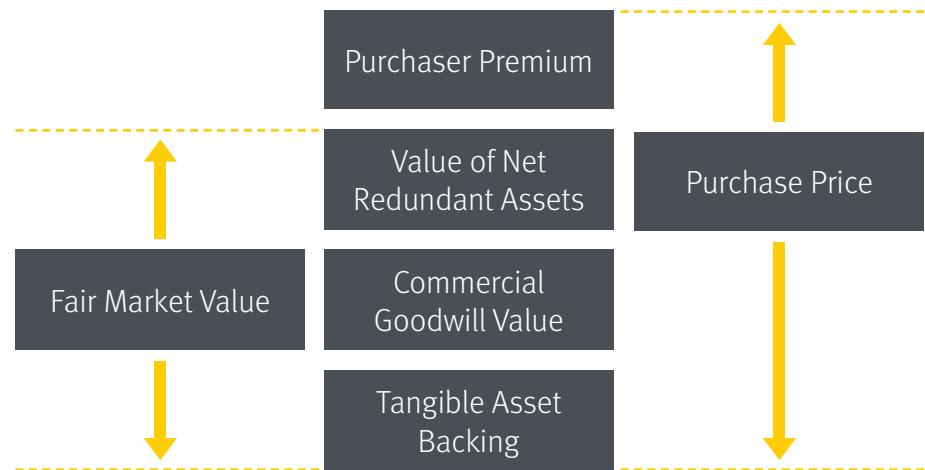 Purchaser Premium
Value of Net
Redundant Assets
Purchase Price
Fair Market Value
Commercial
Goodwill Value
Tangible Asset
Backing